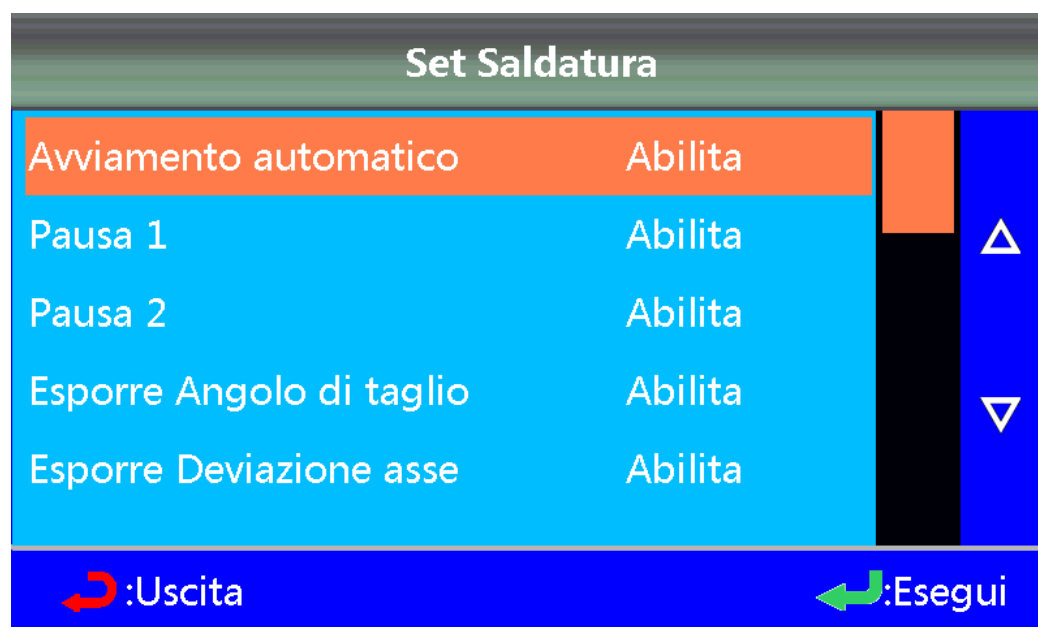 Set Saldatura
Avviamento automatico Abilita
Pausa 1 Abilita
Pausa 2 Abilita
Esporre Angolo di taglio Abilita
Esporre Deviazione asse Abilita
:Uscita :Esegui